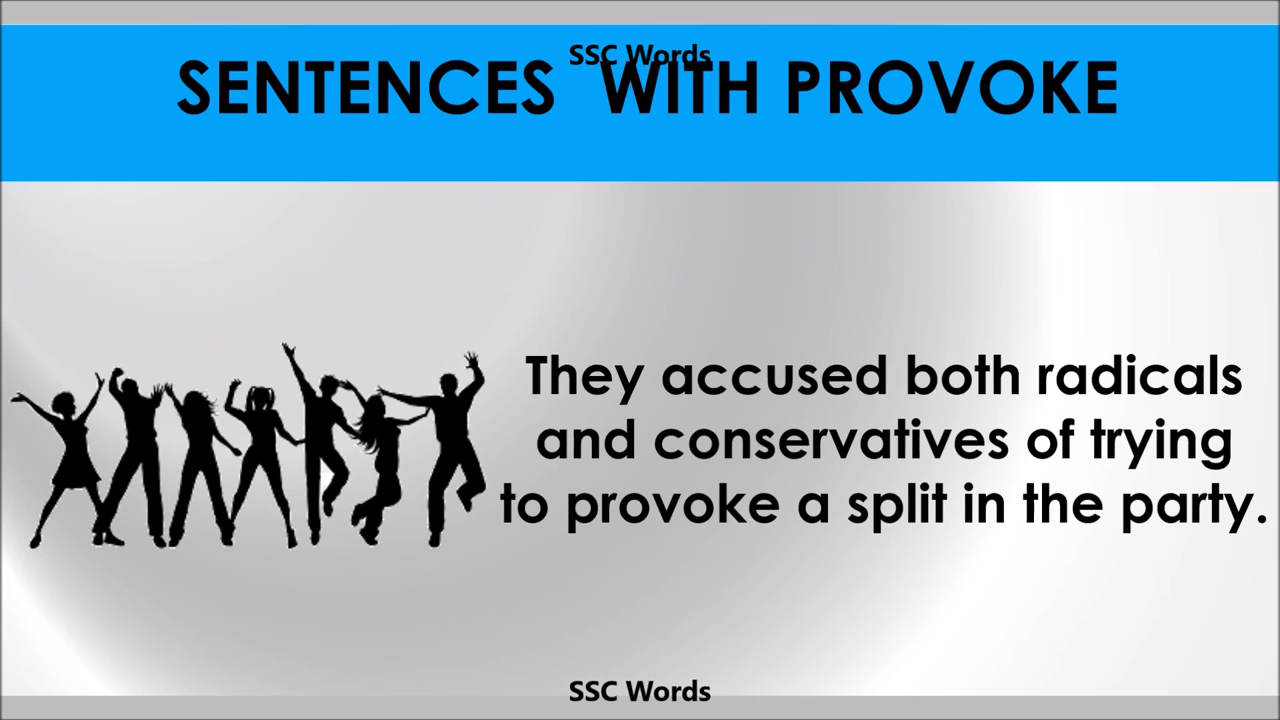 SSC Words
SENTENCES WITH PROVOKE
They accused both radicals
and conservatives of trying
to provoke a split in the party.
SSC Words